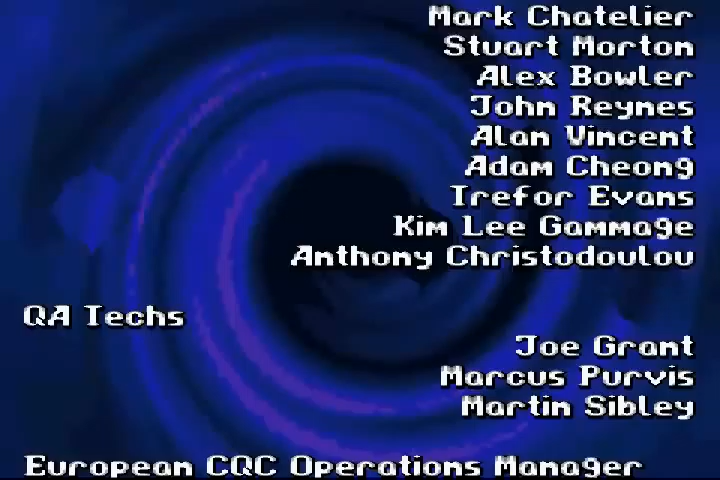 Mark Chatelier
Stuart Morton
Alex Bowler
John Reynes
Alan Vincent
Adam Cheong
Trefor Evans
Kim Lee Gammage
Anthony Christodoulou
QA Techs
Joe Grant
Marcus Purvis
Martin Sibley
European CQC Operations Manager